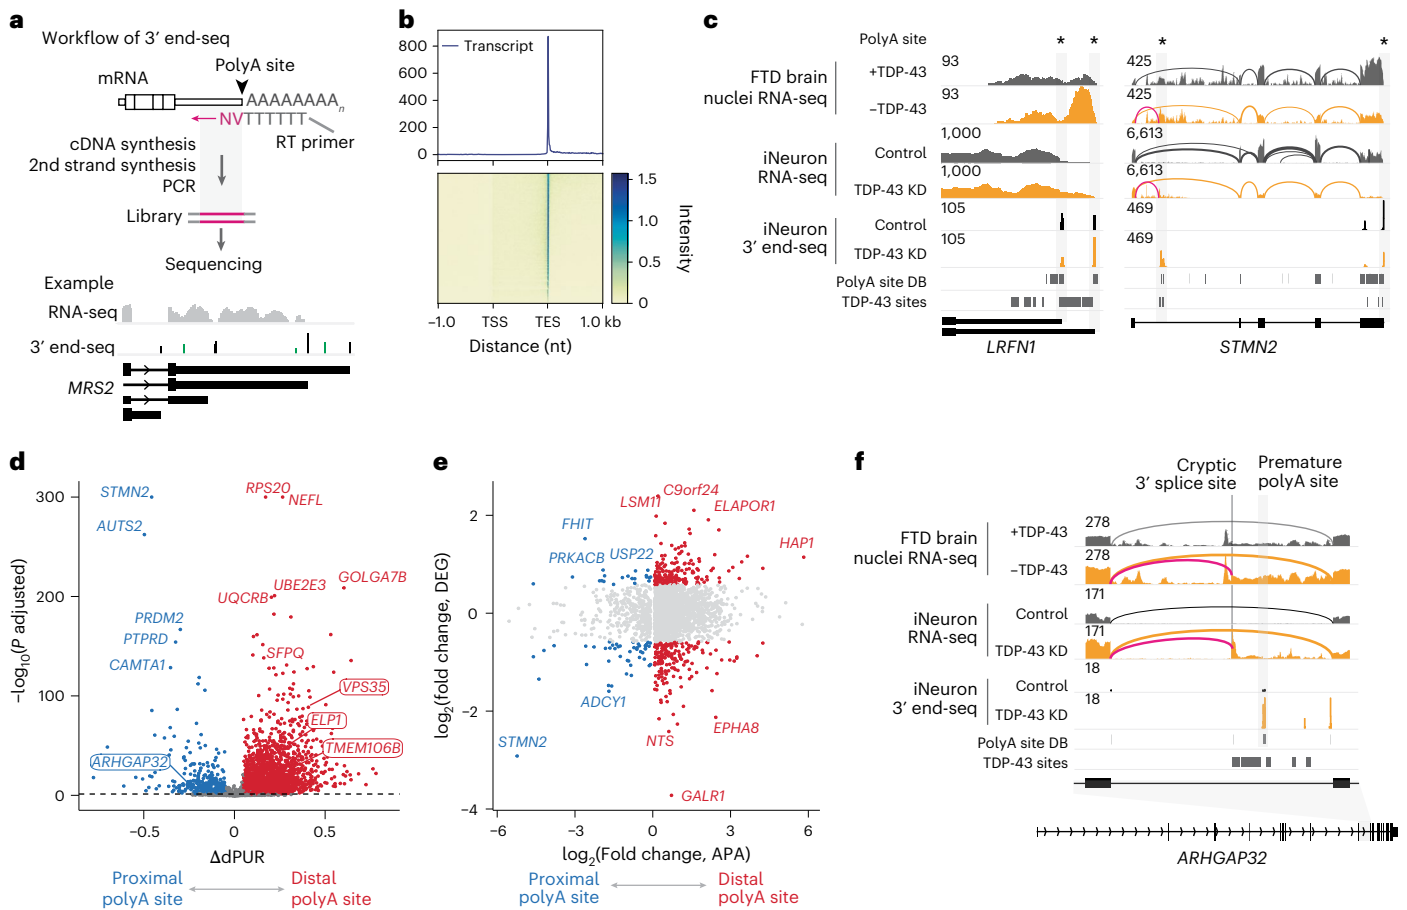 a
Workflow of 3′ end-seq
PolyA site
mRNA
AAAAAAAAn
NVTTTTTT
RT primer
cDNA synthesis
2nd strand synthesis
PCR
Library
Sequencing
Example
RNA-seq
3′ end-seq
MRS2
b
800
600
400
200
0
Transcript
1.5
1.0
0.5
0
Intensity
−1.0 TSS TES 1.0 kb
Distance (nt)
c
PolyA site * * * *
FTD brain
nuclei RNA-seq
+TDP-43 93 425
−TDP-43 93 425
iNeuron
RNA-seq
Control 1,000 6,613
TDP-43 KD 1,000 6,613
iNeuron
3′ end-seq
Control 105 469
TDP-43 KD 105 469
PolyA site DB
TDP-43 sites
LRFN1 STMN2
d
−log10(P adjusted)
300
200
100
0
STMN2
AUTS2
RPS20
NEFL
GOLGA7B
UBE2E3
UQCRB
PRDM2
PTPRD
CAMTA1
SFPQ
VPS35
ELP1
TMEM106B
ARHGAP32
−0.5 0 0.5
ΔdPUR
Proximal
polyA site
Distal
polyA site
e
log2(fold change, DEG)
2
0
−2
−4
C9orf24
LSM11
ELAPOR1
FHIT
HAP1
PRKACB
USP22
ADCY1
STMN2
NTS
EPHA8
GALR1
−6 −3 0 3 6
log2(Fold change, APA)
Proximal
polyA site
Distal
polyA site
f
Cryptic
3′ splice site
Premature
polyA site
FTD brain
nuclei RNA-seq
+TDP-43 278
−TDP-43 278
iNeuron
RNA-seq
Control 171
TDP-43 KD 171
iNeuron
3′ end-seq
Control 18
TDP-43 KD 18
PolyA site DB
TDP-43 sites
ARHGAP32